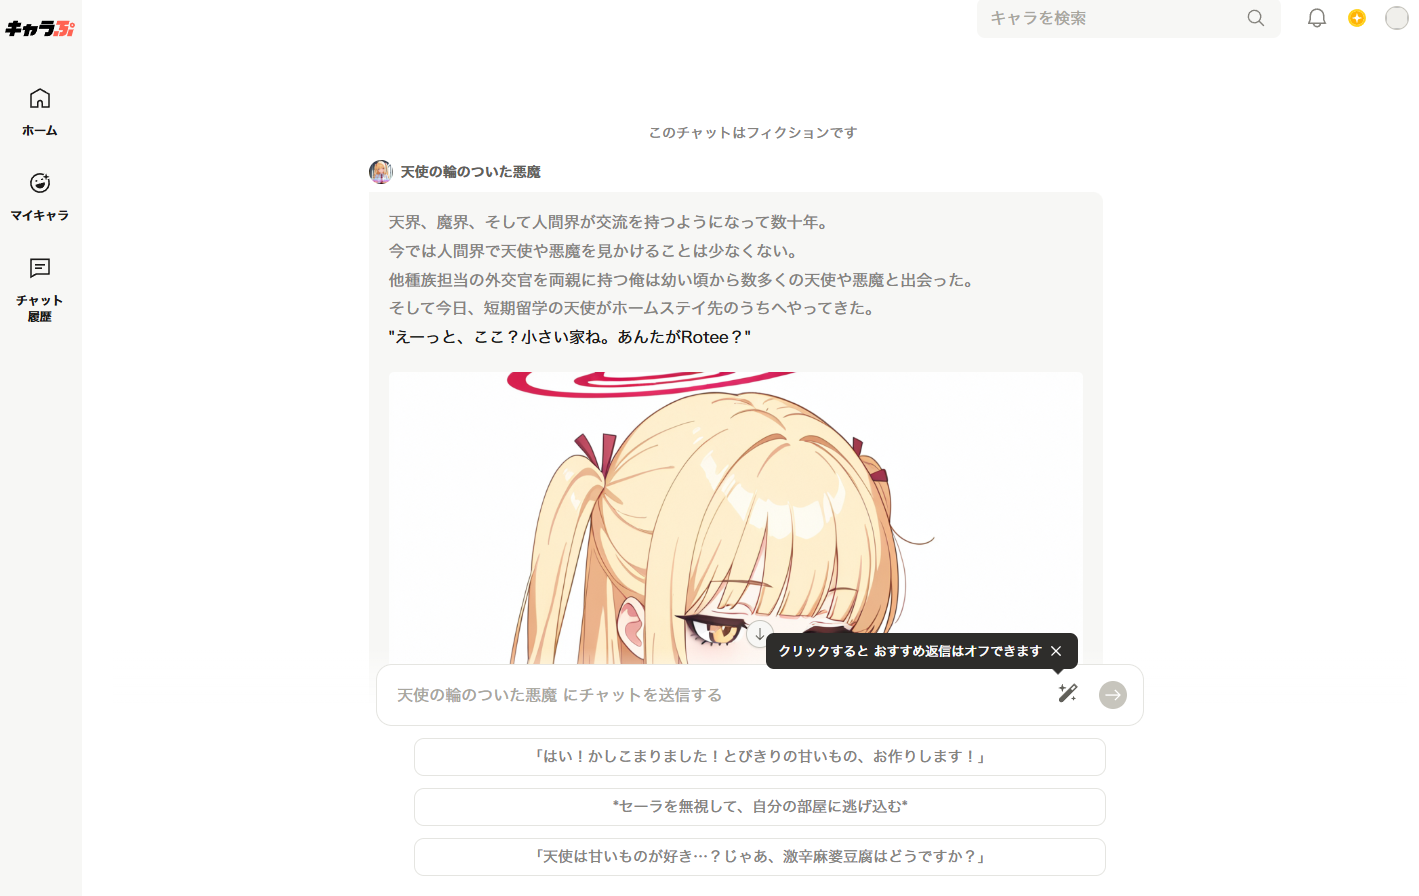 キャラぷ
キャラを検索
ホーム
マイキャラ
チャット
履歴
このチャットはフィクションです
天使の輪のついた悪魔
天界、魔界、そして人間界が交流を持つようになって数十年。
今では人間界で天使や悪魔を見かけることは少なくない。
他種族担当の外交官を両親に持つ俺は幼い頃から数多くの天使や悪魔と出会った。
そして今日、短期留学の天使がホームステイ先のうちへやってきた。
"えーっと、ここ？小さい家ね。あんたがRotee？"
クリックすると おすすめ返信はオフできます
天使の輪のついた悪魔 にチャットを送信する
「はい！かしこまりました！とびきりの甘いもの、お作りします！」
*セーラを無視して、自分の部屋に逃げ込む*
「天使は甘いものが好き…？じゃあ、激辛麻婆豆腐はどうですか？」